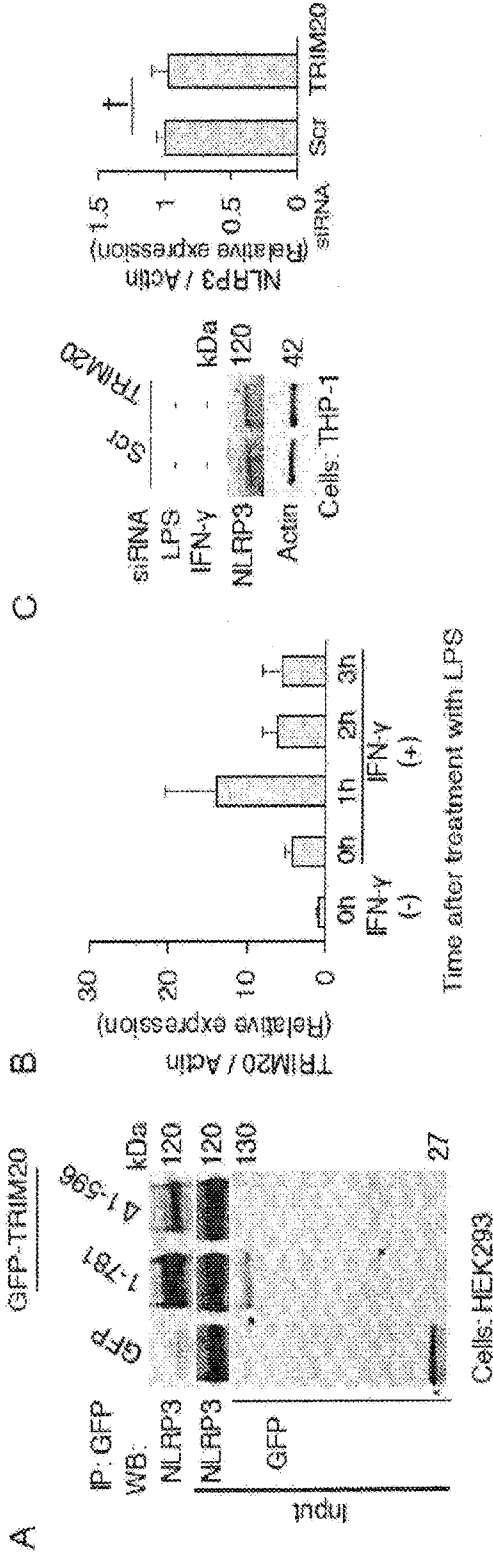 A
GFP-TRIM20
IP: GFP
WB:
GFP
1-781
Δ1-596
kDa
NLRP3
120
NLRP3
120
GFP
130
27
Input
Cells: HEK293
B
TRIM20 / Actin
(Relative expression)
30
20
10
0
0h
0h
1h
2h
3h
IFN-γ
(-)
IFN-γ
(+)
Time after treatment with LPS
C
siRNA
Scr
TRIM20
LPS
-
-
IFN-γ
-
-
kDa
NLRP3
120
Actin
42
Cells: THP-1
NLRP3 / Actin
(Relative expression)
1.5
1
0.5
0
†
siRNA
Scr
TRIM20